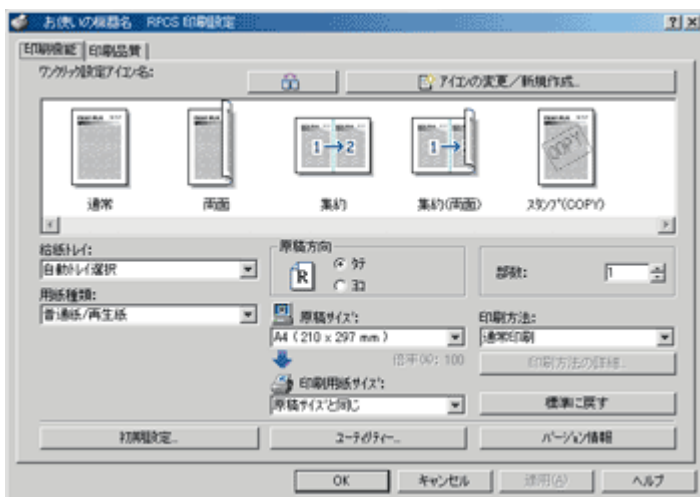 お使いの機器名 RPCS 印刷設定
印刷機能 印刷品質
ワンクリック設定アイコン名:
アイコンの変更/新規作成...
1→2 1→ COPY
通常 両面 集約 集約(両面) スタンプ(COPY)
給紙トレイ:
自動トレイ選択
用紙種類:
普通紙/再生紙
原稿方向
R
タテ
ヨコ
部数: 1
原稿サイズ:
A4 (210 x 297 mm)
倍率(%): 100
印刷用紙サイズ:
原稿サイズと同じ
印刷方法:
通常印刷
印刷方法の詳細...
標準に戻す
初期設定... ユーティリティー... バージョン情報
OK キャンセル 適用(A) ヘルプ